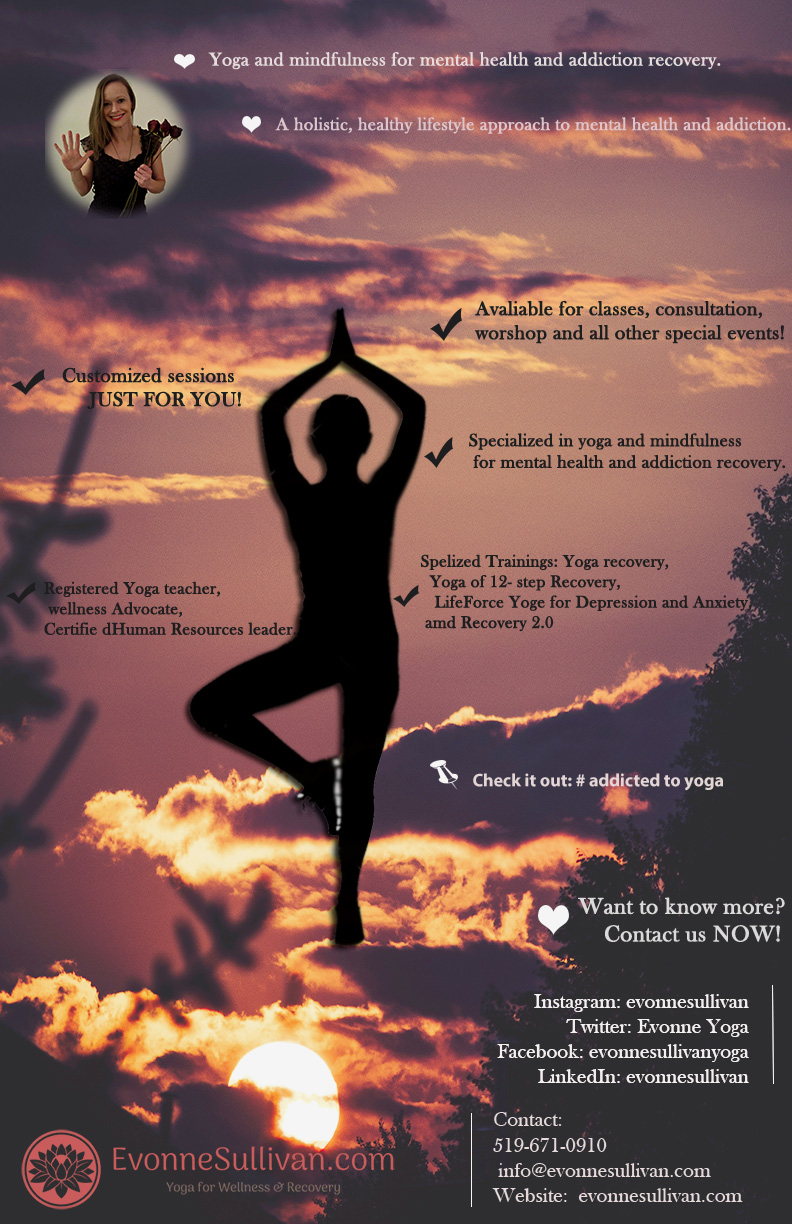 Yoga and mindfulness for mental health and addiction recovery.
A holistic, healthy lifestyle approach to mental health and addiction.
Avaliable for classes, consultation,
worshop and all other special events!
Customized sessions
JUST FOR YOU!
Specialized in yoga and mindfulness
for mental health and addiction recovery.
Spelized Trainings: Yoga recovery,
Yoga of 12- step Recovery,
LifeForce Yoge for Depression and Anxiety
amd Recovery 2.0
Registered Yoga teacher,
wellness Advocate,
Certifie dHuman Resources leader
Check it out: # addicted to yoga
Want to know more?
Contact us NOW!
Instagram: evonnesullivan
Twitter: Evonne Yoga
Facebook: evonnesullivanyoga
LinkedIn: evonnesullivan
Contact:
519-671-0910
info@evonnesullivan.com
Website: evonnesullivan.com
EvonneSullivan.com
Yoga for Wellness & Recovery